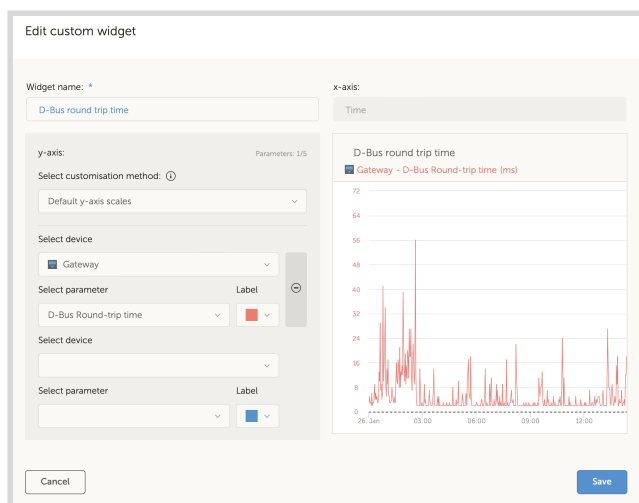 Edit custom widget
Widget name: *
D-Bus round trip time
x-axis:
Time
y-axis:
Parameters: 1/5
Select customisation method:
Default y-axis scales
Select device
Gateway
Select parameter
Label
D-Bus Round-trip time
Select device
Select parameter
Label
D-Bus round trip time
Gateway - D-Bus Round-trip time (ms)
72
64
56
48
40
32
24
16
8
0
26. Jan 03:00 06:00 09:00 12:00
Cancel
Save